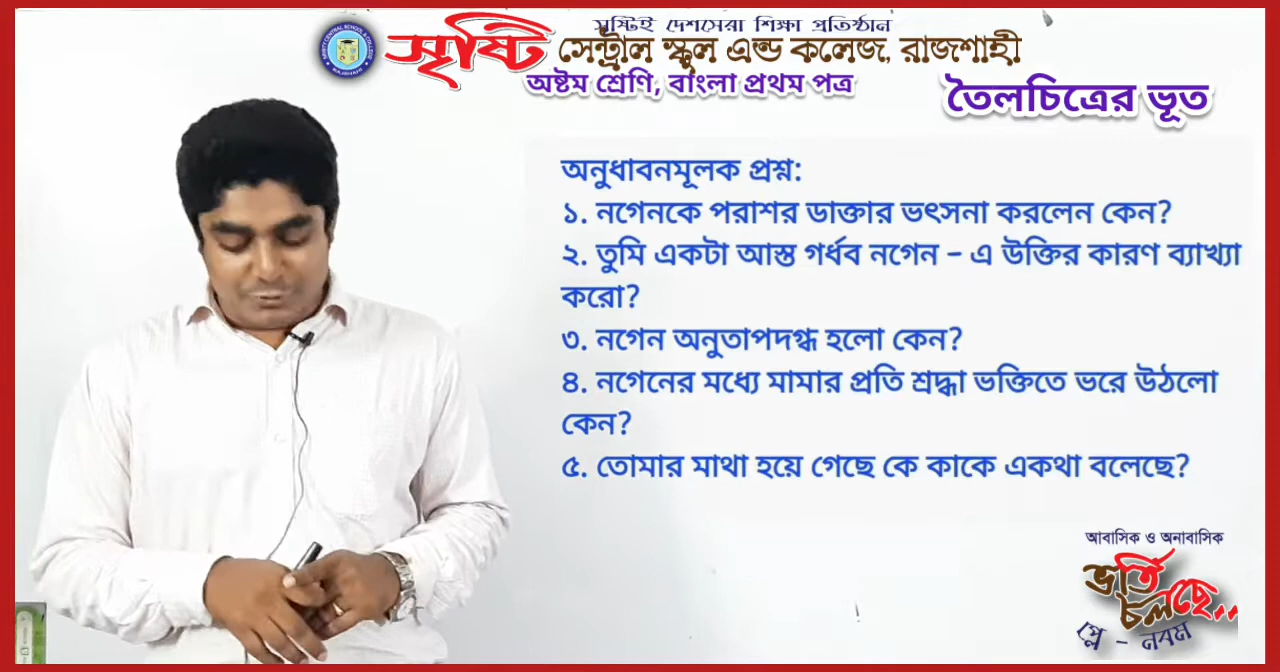 সৃষ্টিই দেশসেরা শিক্ষা প্রতিষ্ঠান
সৃষ্টি সেন্ট্রাল স্কুল এন্ড কলেজ, রাজশাহী
অষ্টম শ্রেণি, বাংলা প্রথম পত্র
তৈলচিত্রের ভূত
অনুধাবনমূলক প্রশ্ন:
১. নগেনকে পরাশর ডাক্তার ভৎসনা করলেন কেন?
২. তুমি একটা আস্ত গর্ধব নগেন – এ উক্তির কারণ ব্যাখ্যা
করো?
৩. নগেন অনুতাপদগ্ধ হলো কেন?
৪. নগেনের মধ্যে মামার প্রতি শ্রদ্ধা ভক্তিতে ভরে উঠলো
কেন?
৫. তোমার মাথা হয়ে গেছে কে কাকে একথা বলেছে?
আবাসিক ও অনাবাসিক
ভর্তি
চলছে..
প্লে – নবম